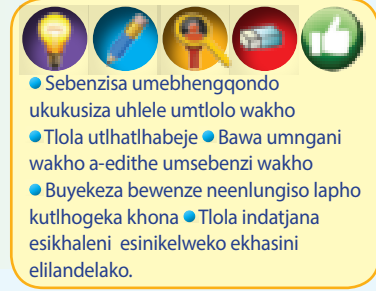 ● Sebenzisa umebhengqondo
ukukusiza uhlele umtlolo wakho
● Tlola utlhatlhabeje ● Bawa umngani
wakho a-edithe umsebenzi wakho
● Buyekeza bewenze neenlungiso lapho
kutlhogeka khona ● Tlola indatjana
esikhaleni esinikelweko ekhasini
elilandelako.